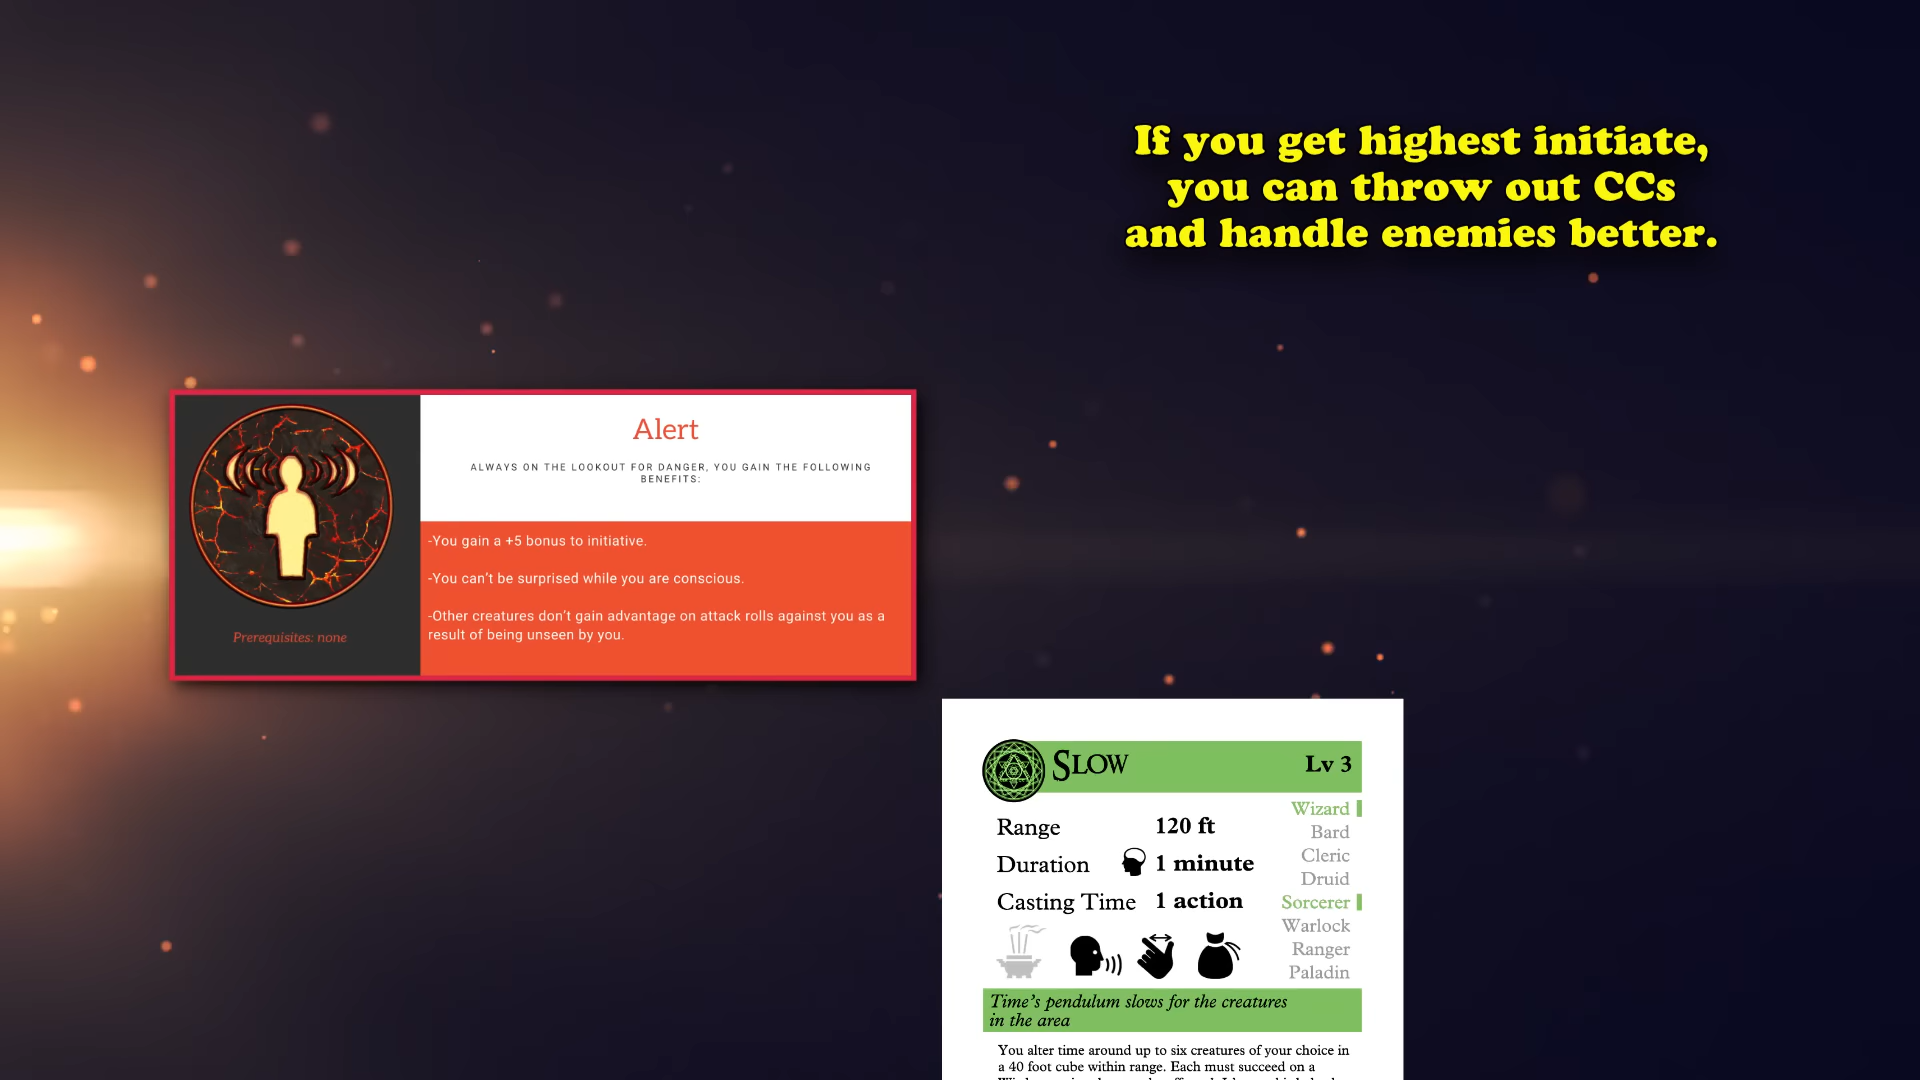 If you get highest initiate,
you can throw out CCs
and handle enemies better.
Alert
ALWAYS ON THE LOOKOUT FOR DANGER, YOU GAIN THE FOLLOWING
BENEFITS:
-You gain a +5 bonus to initiative.
-You can't be surprised while you are conscious.
-Other creatures don't gain advantage on attack rolls against you as a
result of being unseen by you.
Prerequisites: none
SLOW
Lv 3
Range 120 ft
Duration 1 minute
Casting Time 1 action
Wizard
Bard
Cleric
Druid
Sorcerer
Warlock
Ranger
Paladin
Time's pendulum slows for the creatures
in the area
You alter time around up to six creatures of your choice in
a 40 foot cube within range. Each must succeed on a